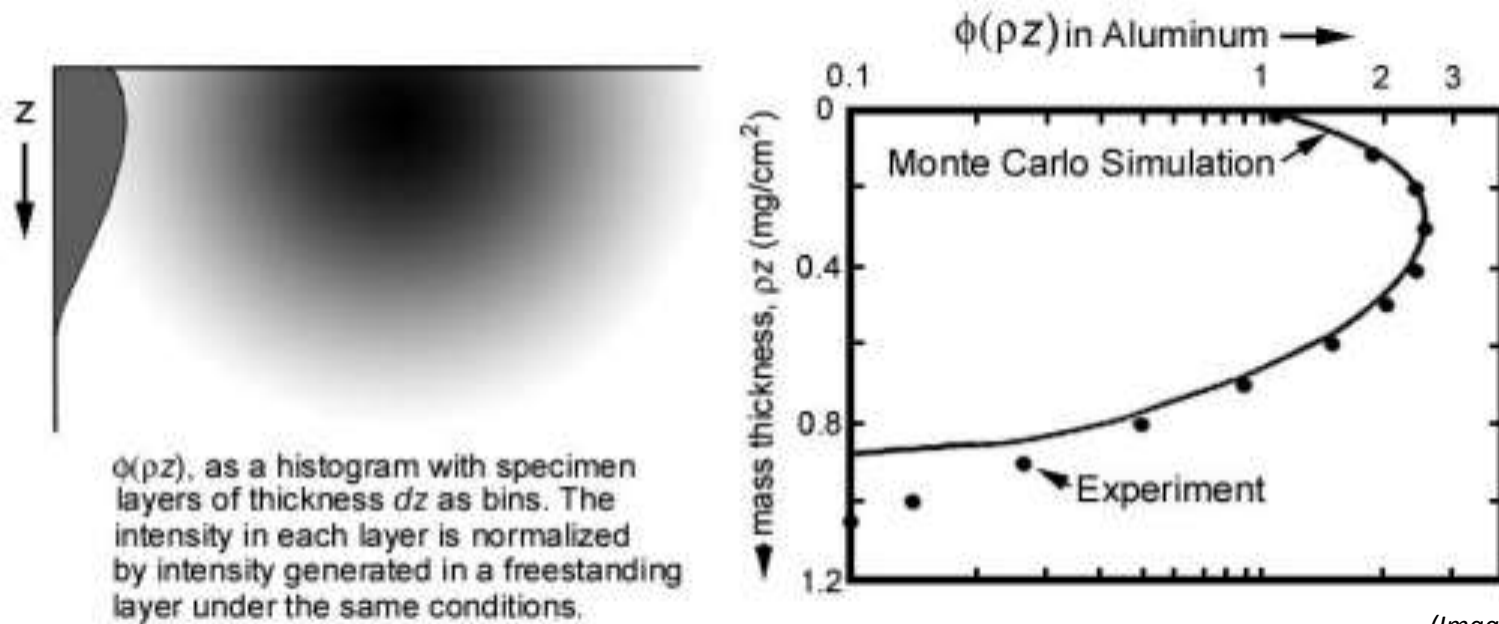 z
ϕ(ρz), as a histogram with specimen
layers of thickness dz as bins. The
intensity in each layer is normalized
by intensity generated in a freestanding
layer under the same conditions.
ϕ(ρz) in Aluminum
0.1 1 2 3
0
Monte Carlo Simulation
0.4
mass thickness, ρz (mg/cm²)
0.8
Experiment
1.2